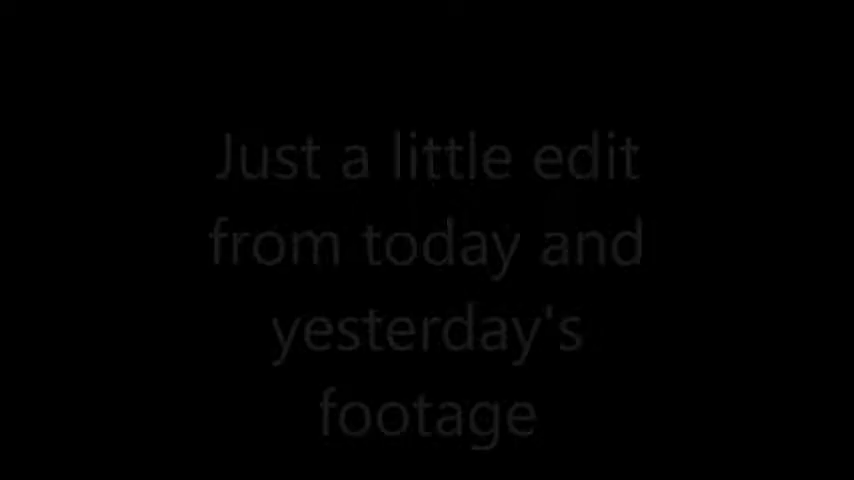 Just a little edit
from today and
yesterday's
footage